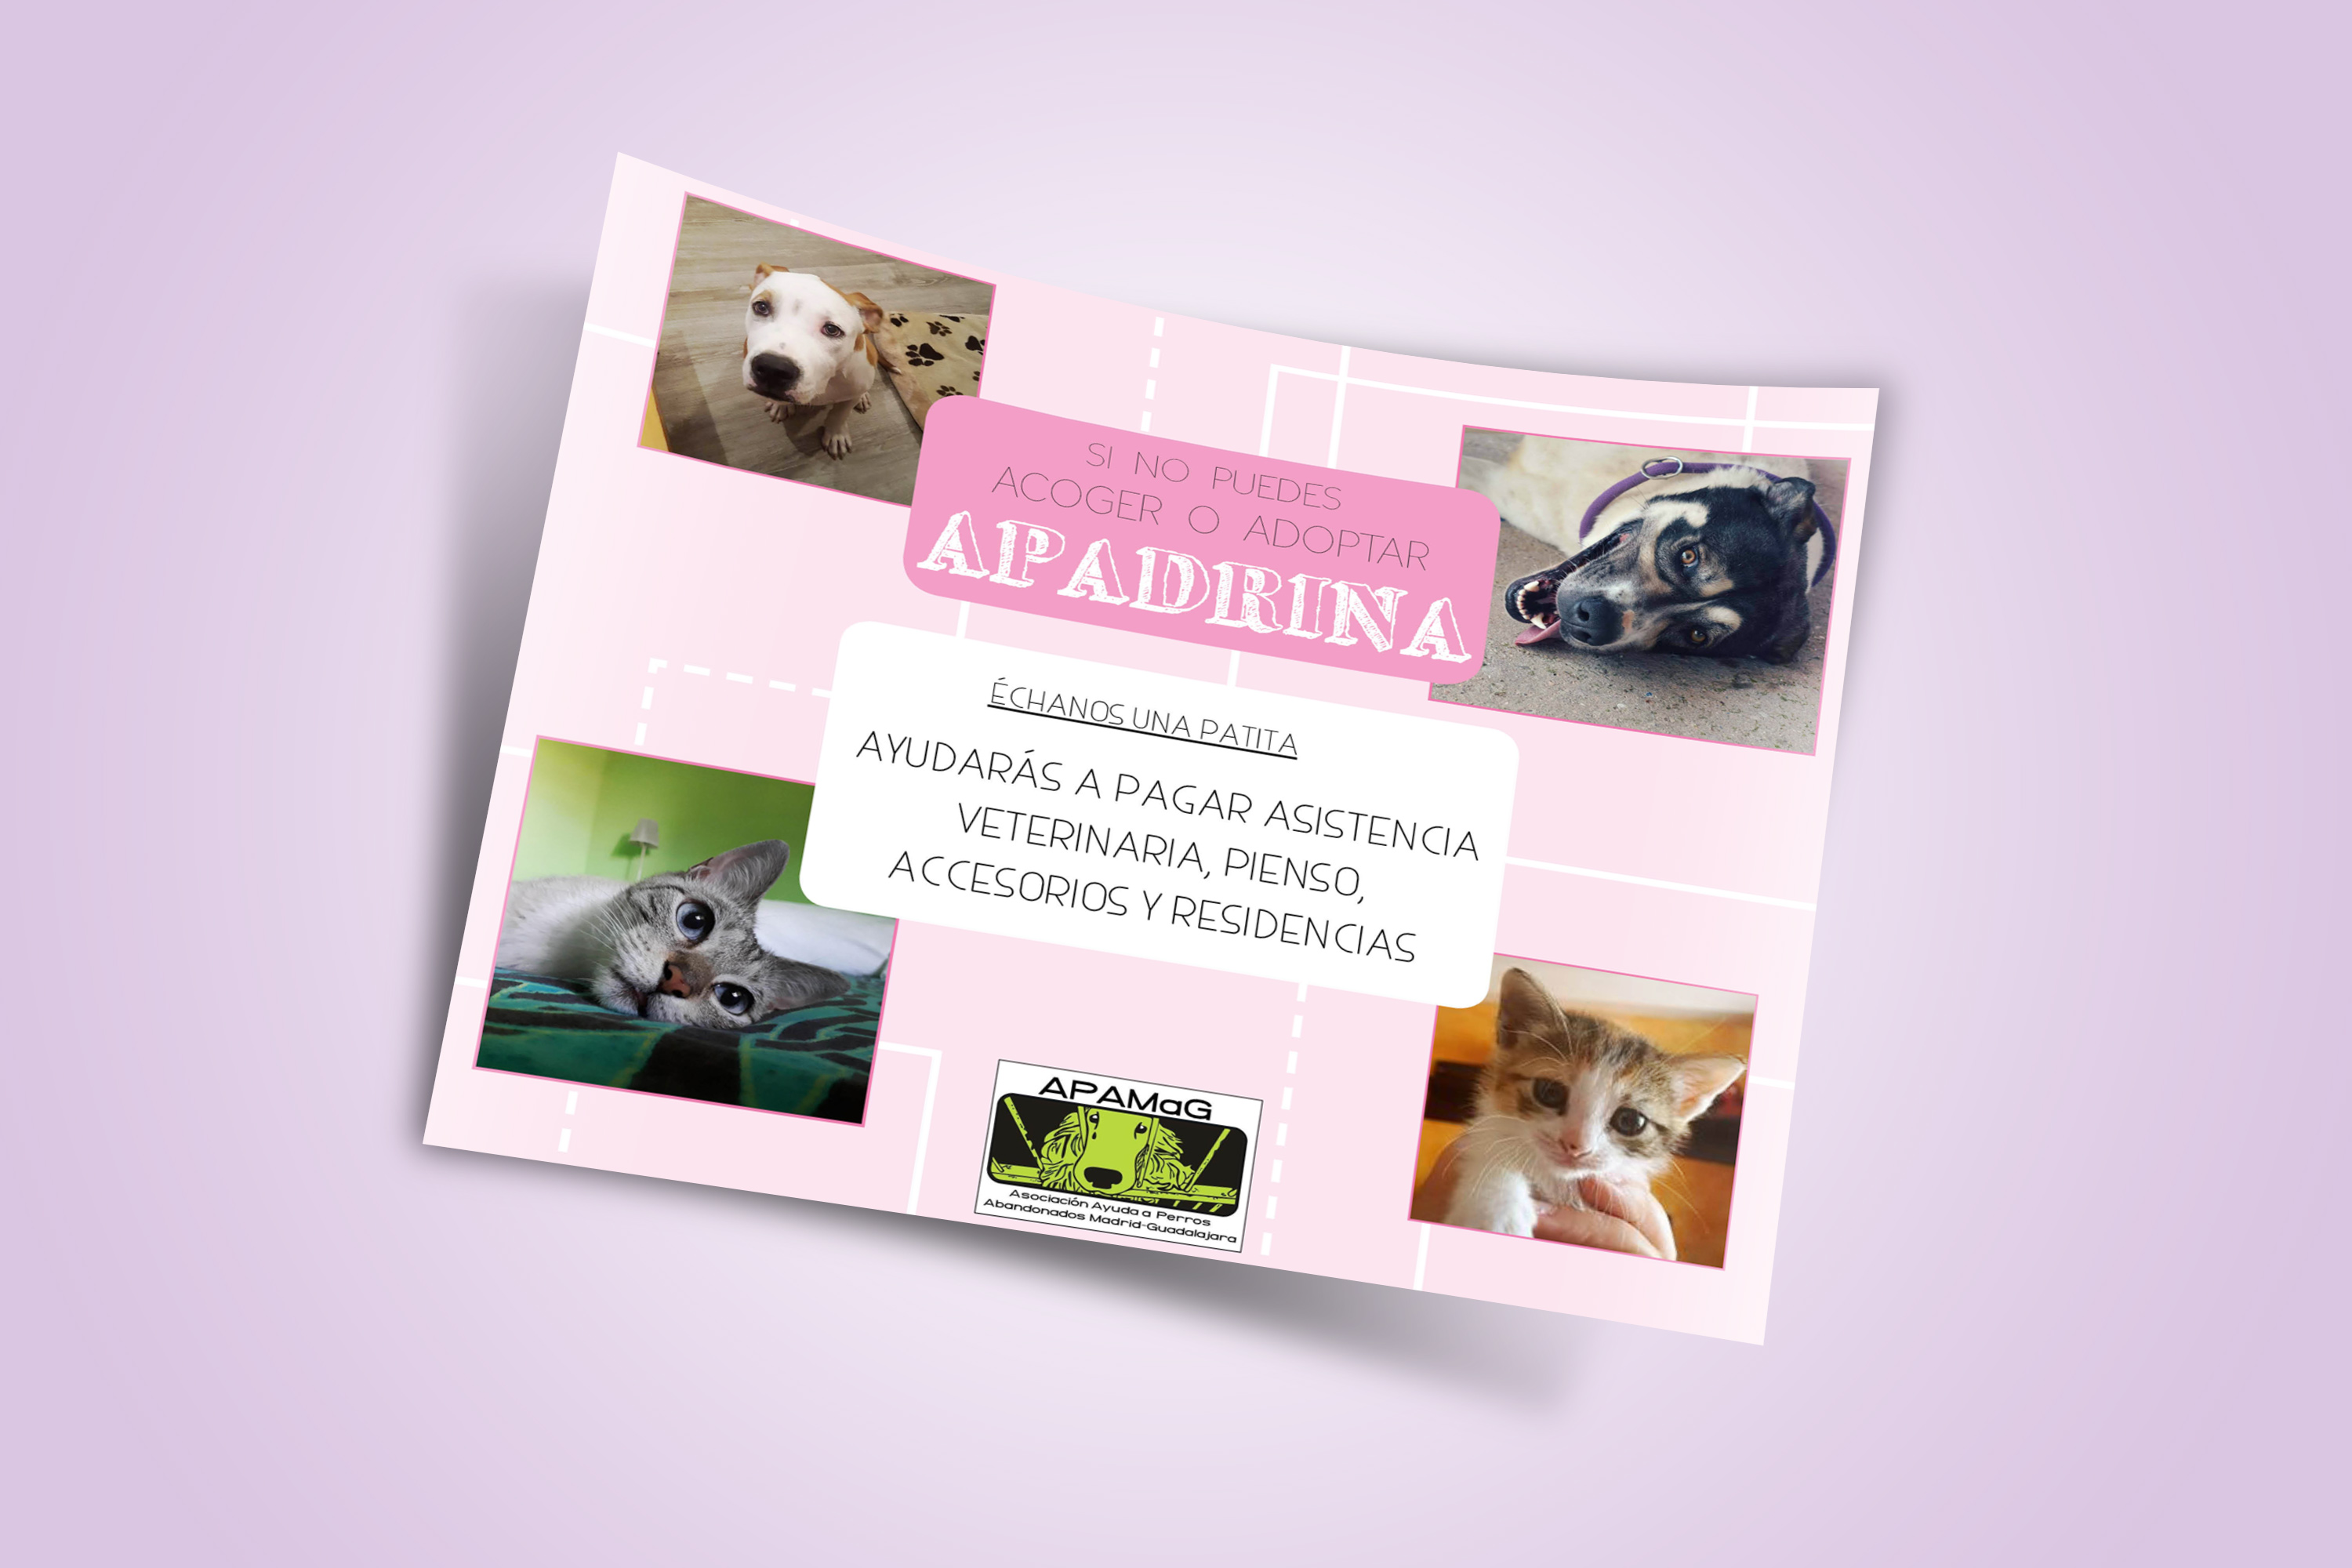 SI NO PUEDES
ACOGER O ADOPTAR
APADRINA
ÉCHANOS UNA PATITA
AYUDARÁS A PAGAR ASISTENCIA
VETERINARIA, PIENSO,
ACCESORIOS Y RESIDENCIAS
APAMaG
Asociación Ayuda a Perros
Abandonados Madrid-Guadalajara